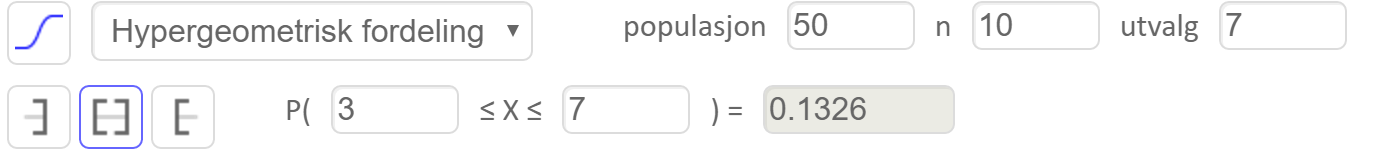 Hypergeometrisk fordeling ▼ populasjon 50 n 10 utvalg 7
P( 3 ≤ X ≤ 7 ) = 0.1326